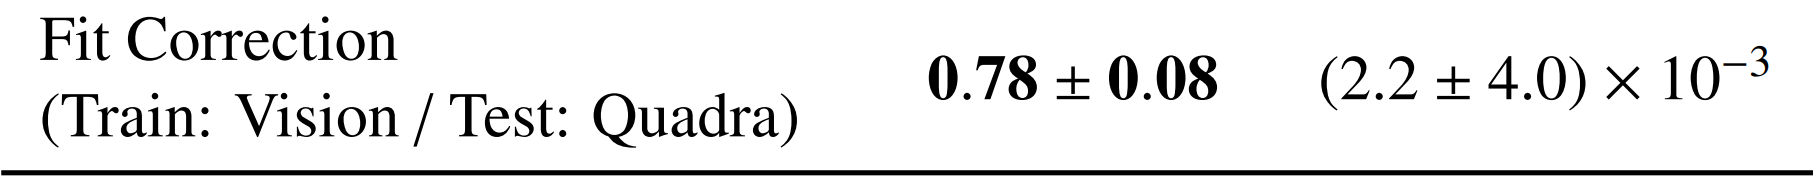 Fit Correction
(Train: Vision / Test: Quadra) 0.78 ± 0.08 (2.2 ± 4.0) × 10⁻³